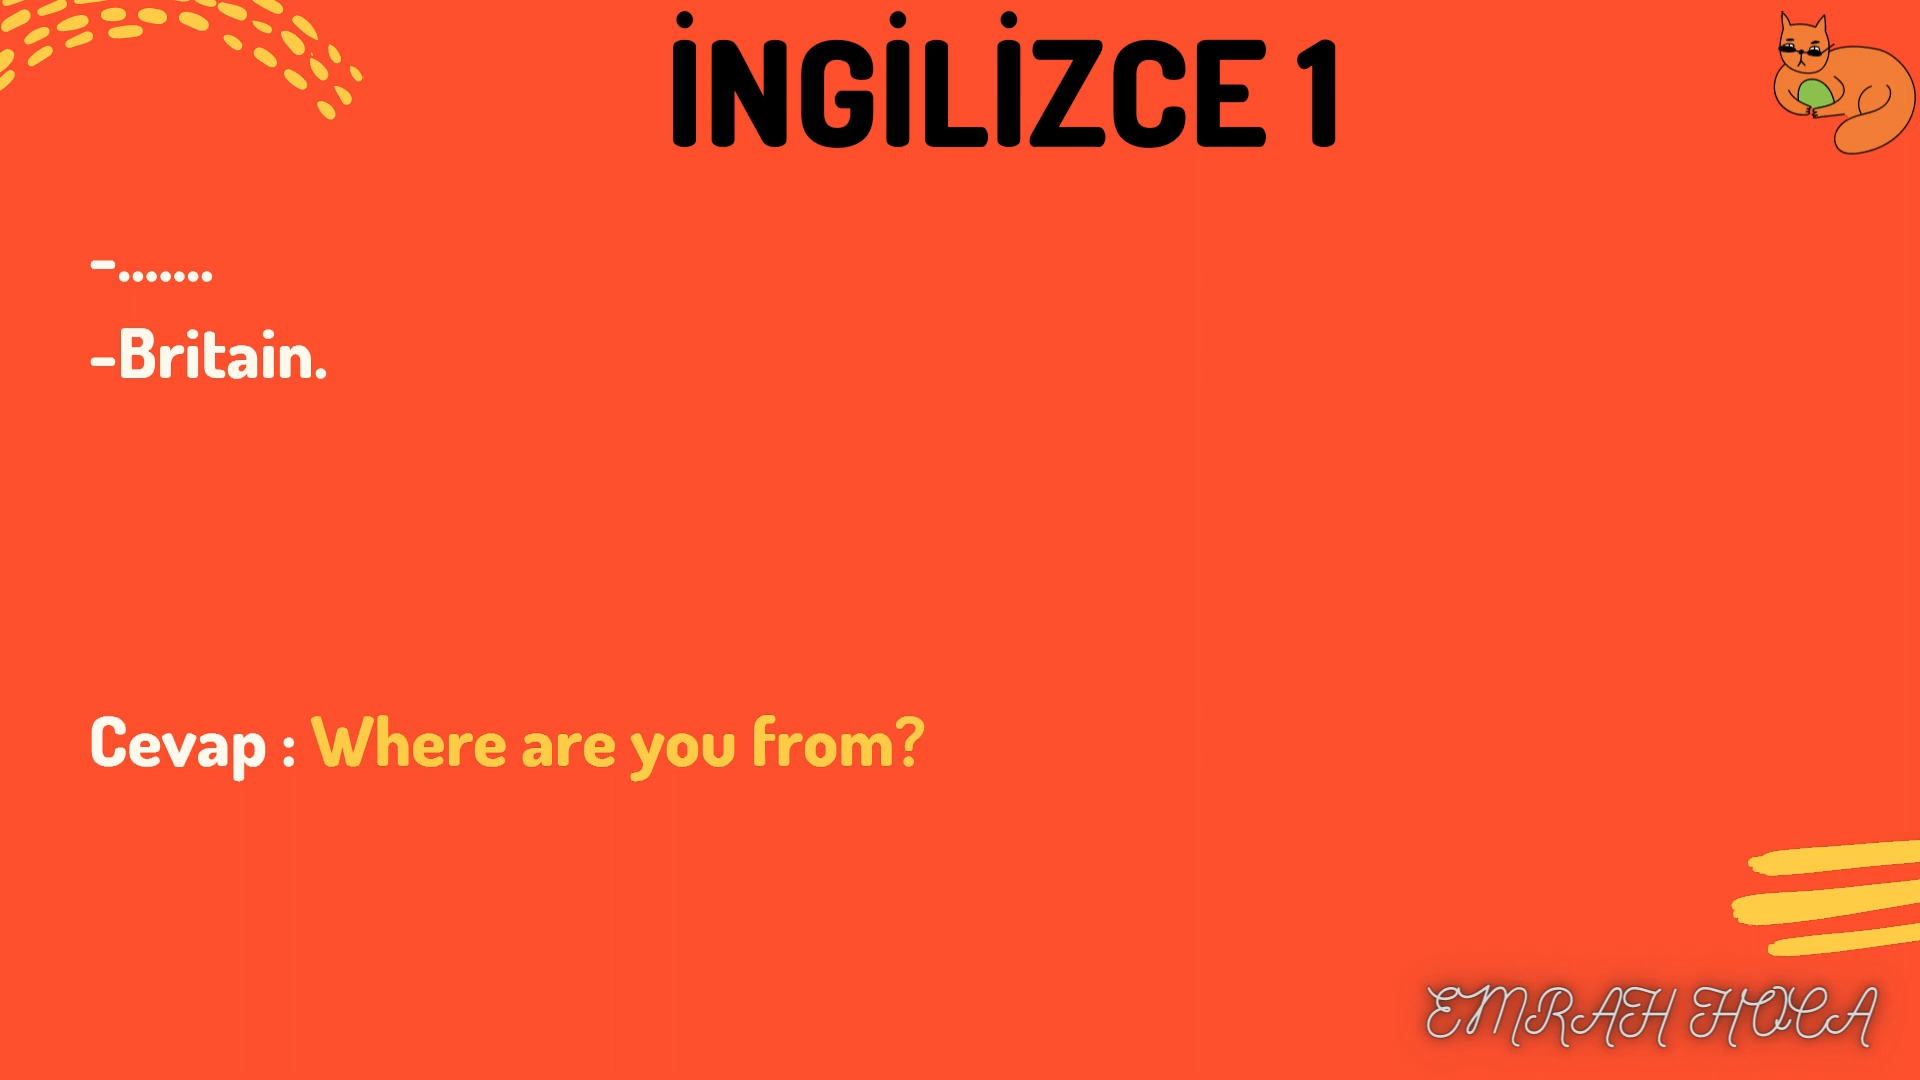 İNGİLİZCE 1
-.......
-Britain.
Cevap : Where are you from?
EMRAH HOCA